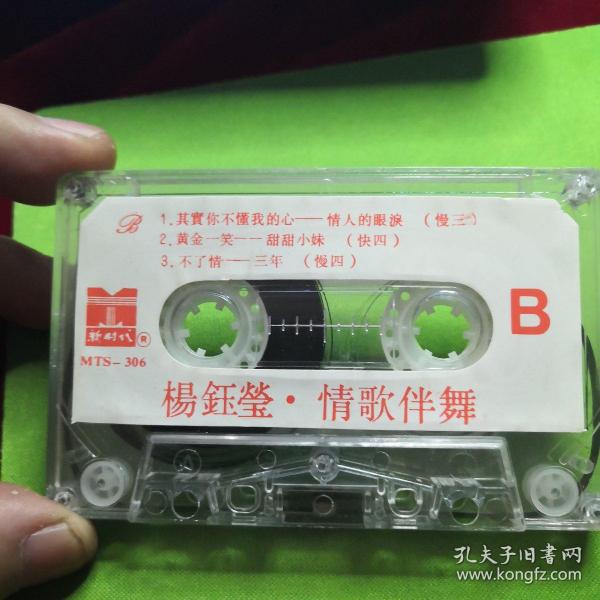 B
1.其實你不懂我的心——情人的眼淚 （慢三）
2.黃金一笑——甜甜小妹 （快四）
3.不了情——三年 （慢四）
新时代®
MTS-306
B
楊鈺瑩·情歌伴舞
孔夫子旧書网
www.kongfz.com